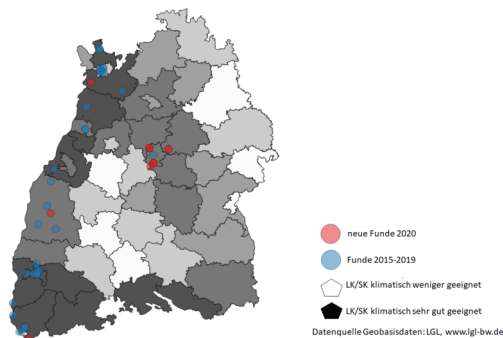 neue Funde 2020
Funde 2015-2019
LK/SK klimatisch weniger geeignet
LK/SK klimatisch sehr gut geeignet
Datenquelle Geobasisdaten: LGL, www.lgl-bw.de